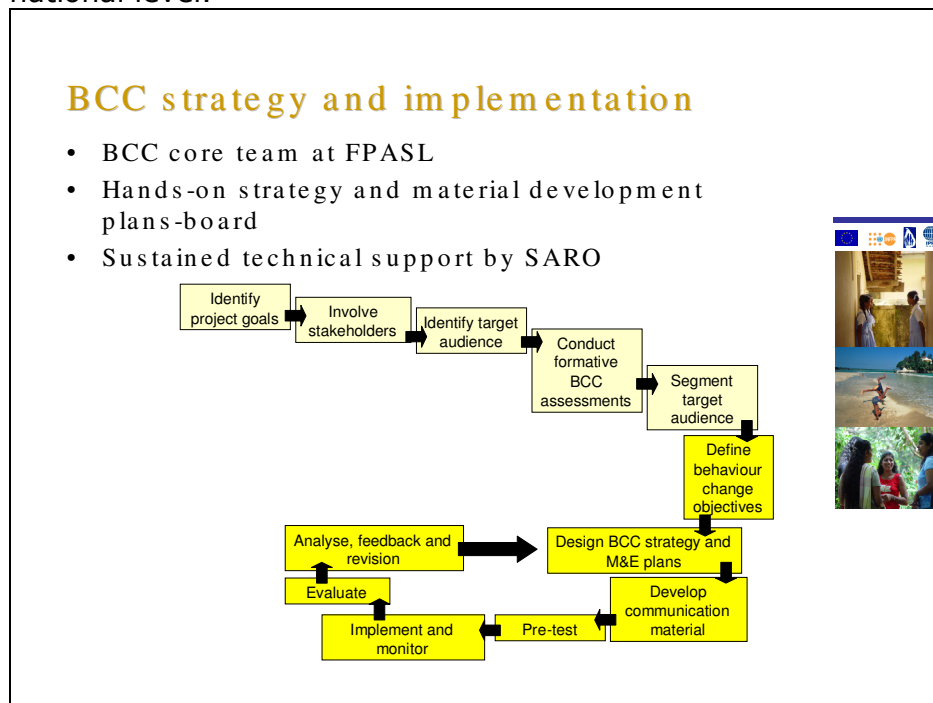 national level.
BCC strategy and implementation
• BCC core team at FPASL
• Hands-on strategy and material development
plans-board
• Sustained technical support by SARO
Identify
project goals
Involve
stakeholders
Identify target
audience
Conduct
formative
BCC
assessments
Segment
target
audience
Define
behaviour
change
objectives
Design BCC strategy and
M&E plans
Develop
communication
material
Pre-test
Implement and
monitor
Evaluate
Analyse, feedback and
revision